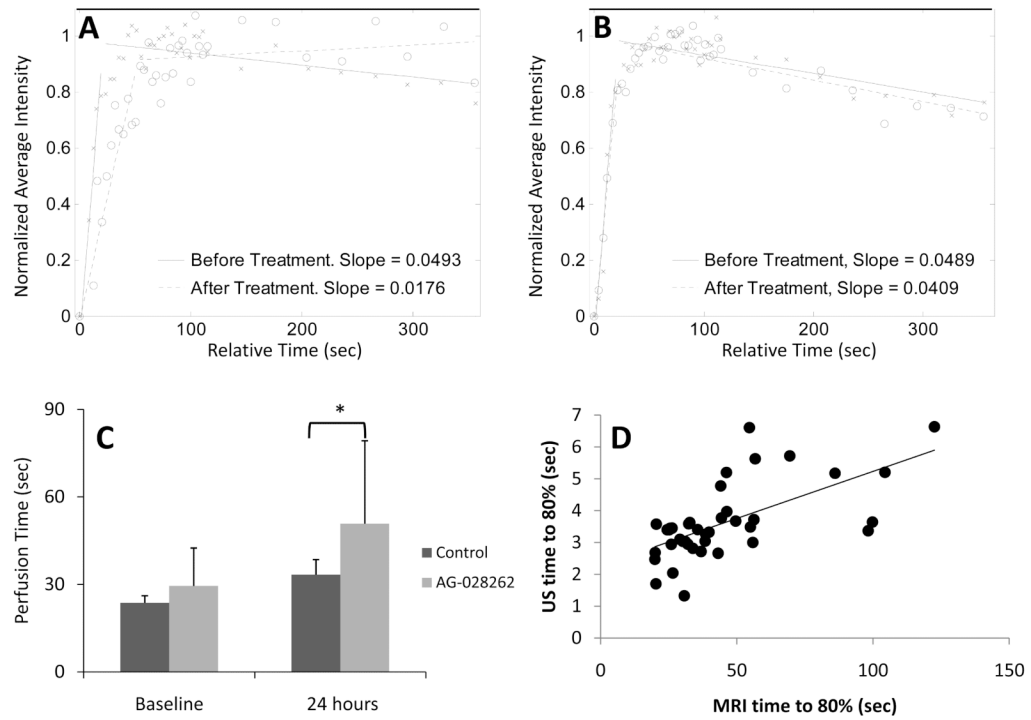 A
Normalized Average Intensity
1
0.8
0.6
0.4
0.2
0
Before Treatment. Slope = 0.0493
After Treatment. Slope = 0.0176
0 100 200 300
Relative Time (sec)
B
Normalized Average Intensity
1
0.8
0.6
0.4
0.2
0
Before Treatment, Slope = 0.0489
After Treatment, Slope = 0.0409
0 100 200 300
Relative Time (sec)
C
Perfusion Time (sec)
90
60
30
0
*
Control
AG-028262
Baseline 24 hours
D
US time to 80% (sec)
7
6
5
4
3
2
1
0
0 50 100 150
MRI time to 80% (sec)